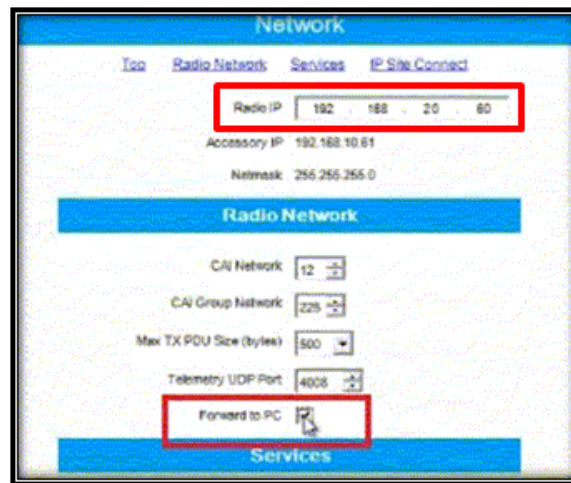 Network
Top Radio Network Services IP Site Connect
Radio IP 192 . 168 . 20 . 60
Accessory IP 192.168.10.61
Netmask 255.255.255.0
Radio Network
CAI Network 12
CAI Group Network 225
Max TX PDU Size (bytes) 500
Telemetry UDP Port 4008
Forward to PC
Services